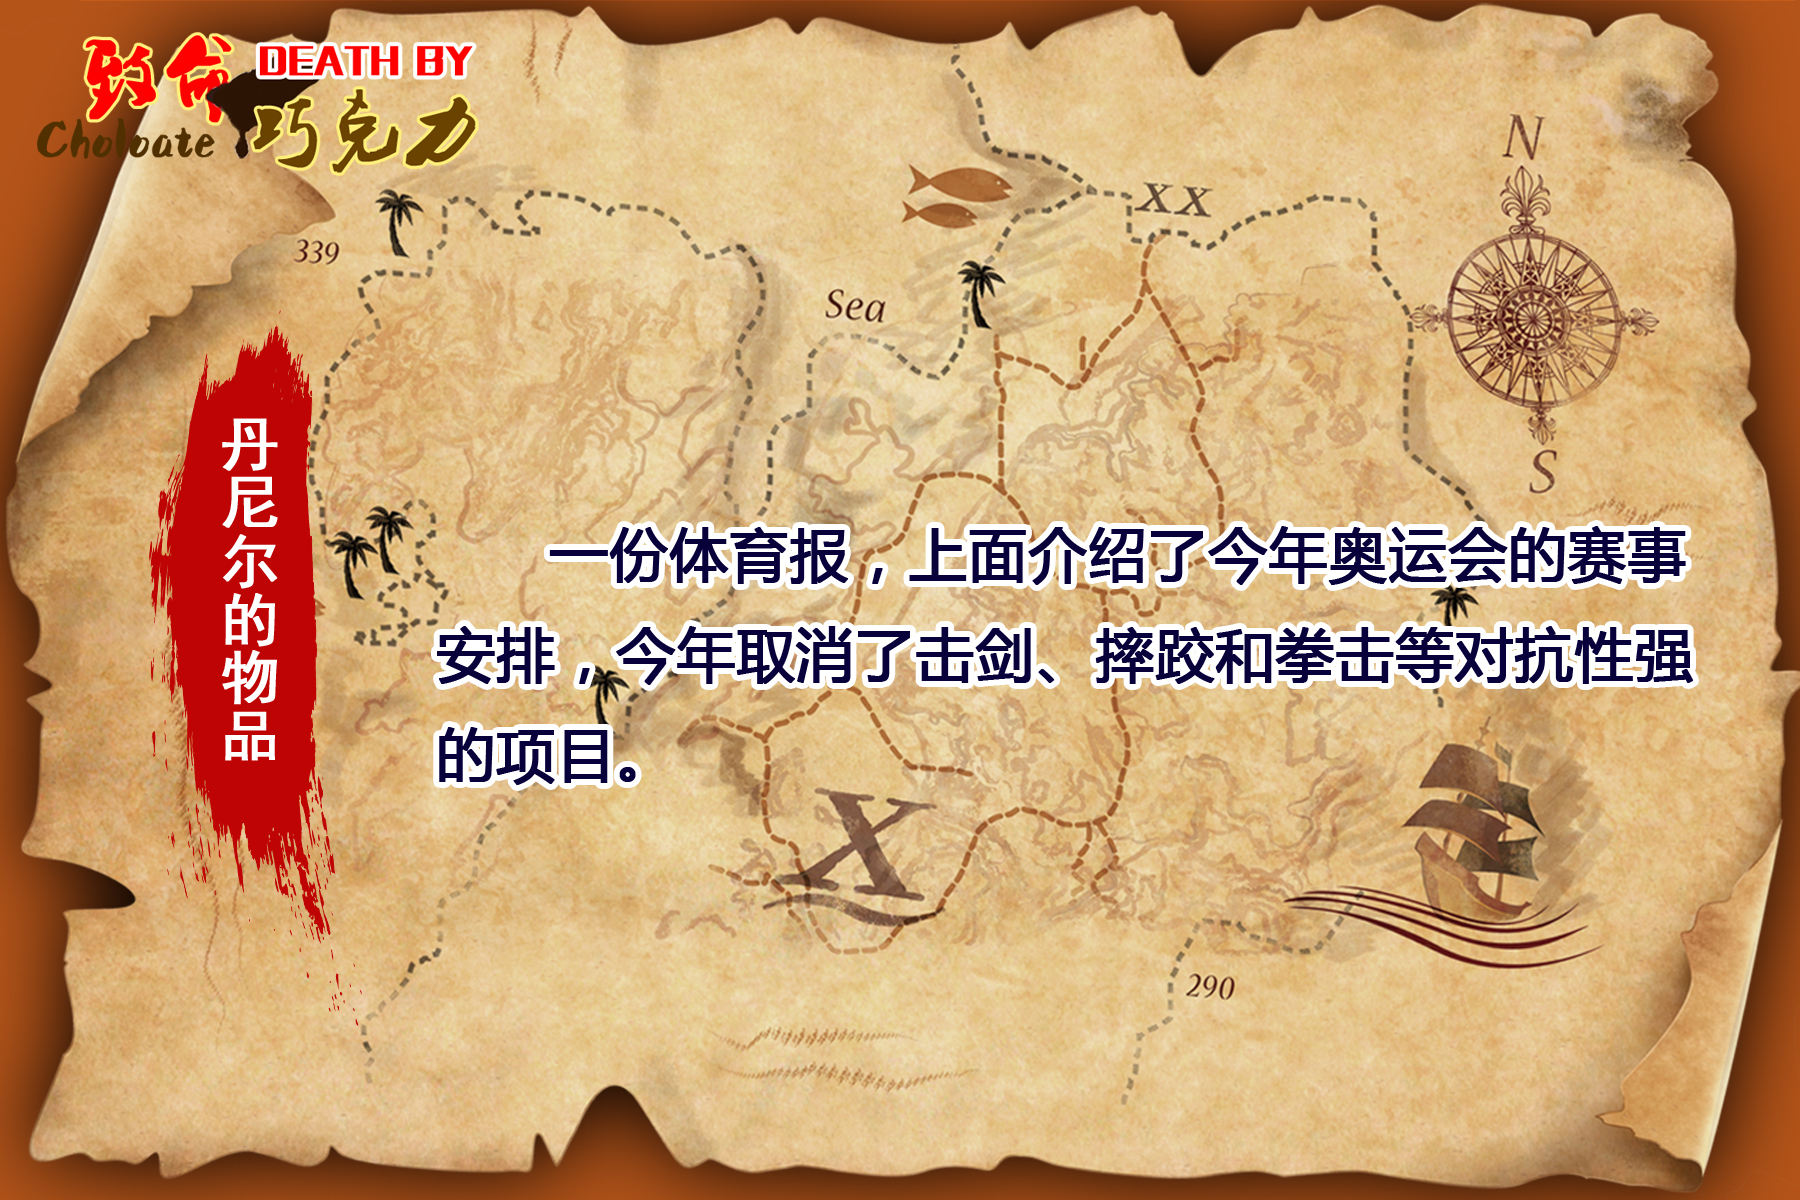 致命 DEATH BY
Choloate 巧克力
N
XX
339
Sea
S
丹尼尔的物品
一份体育报，上面介绍了今年奥运会的赛事
安排，今年取消了击剑、摔跤和拳击等对抗性强
的项目。
X
290